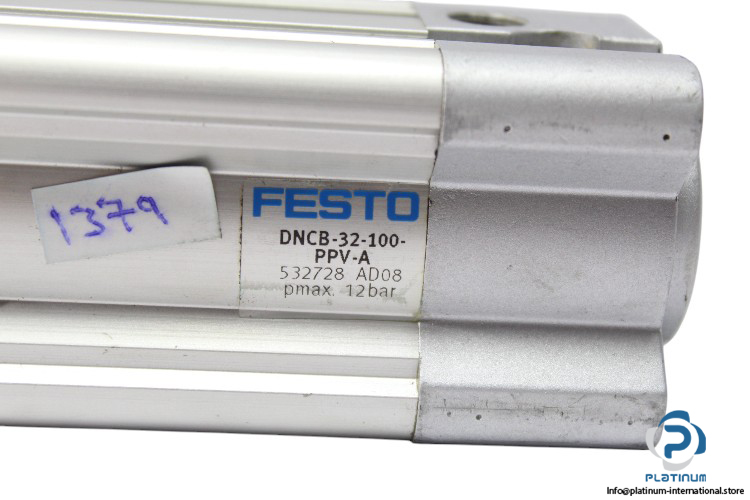 1379
FESTO
DNCB-32-100-
PPV-A
532728 AD08
pmax. 12bar
PLATINUM
Info@platinum-international.store